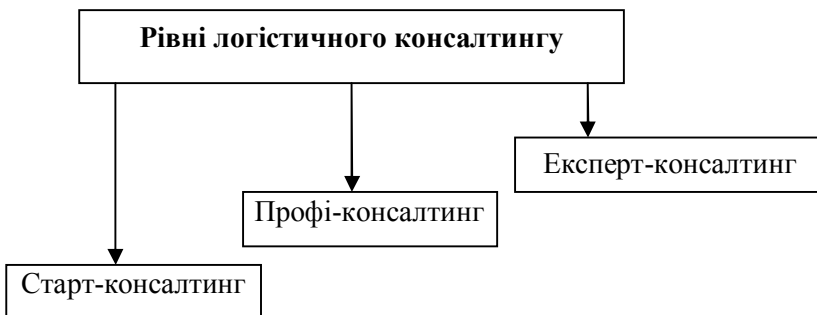 Рівні логістичного консалтингу
Експерт-консалтинг
Профі-консалтинг
Старт-консалтинг